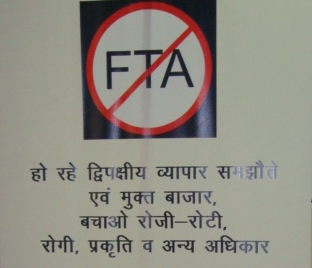 FTA
हो रहे द्विपक्षीय व्यापार समझौते
एवं मुक्त बाजार,
बचाओ रोजी-रोटी,
रोगी, प्रकृति व अन्य अधिकार